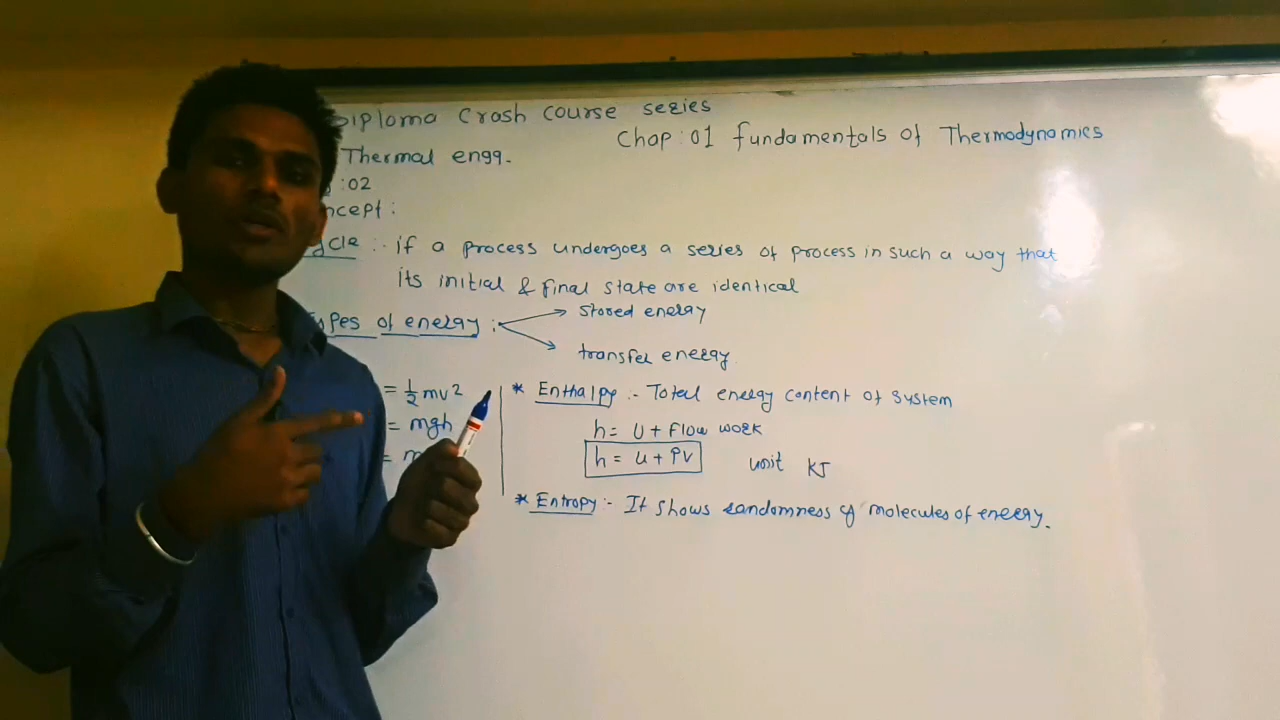 Diploma Crash course series
Chap:01 fundamentals of Thermodynamics
Thermal engg.
:02
ncept:
cle :- if a process undergoes a series of process in such a way that
its initial & final state are identical
ypes of energy :
stored energy
transfer energy
= 1/2 mv²
= mgh
= m
* Enthalpy :- Total energy content of system
h = U + flow work
h = u + Pv unit KJ
* Entropy :- It shows randomness of molecules of energy.